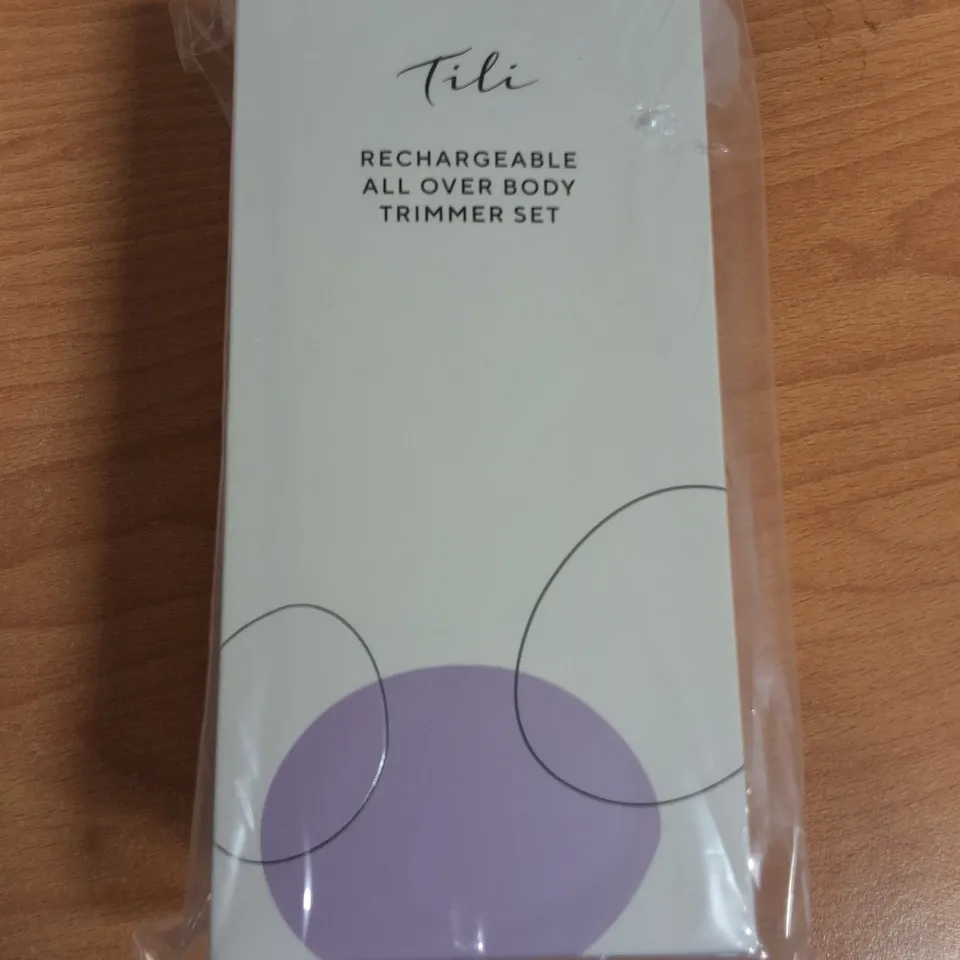 Tili
RECHARGEABLE
ALL OVER BODY
TRIMMER SET